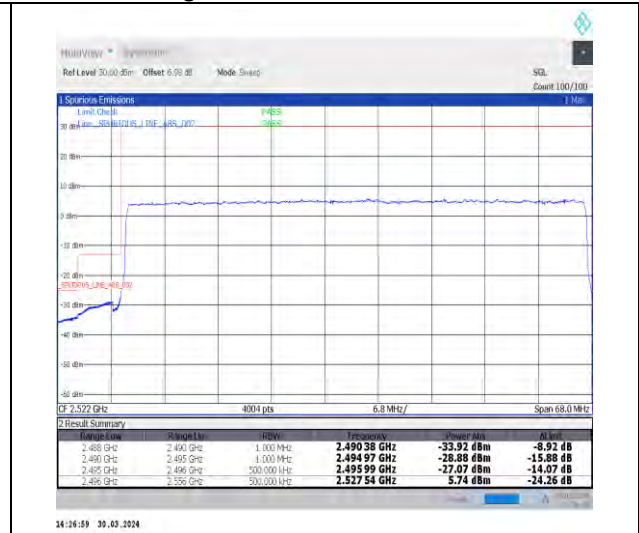 MultiView
Ref Level 30.00 dBm Offset 6.98 dB Mode Sweep SGL
Count 100/100
1 Spurious Emissions 1 Max
Limit Check PASS
Line _SPURIOUS_LINE_ABS_002 PASS
30 dBm
20 dBm
10 dBm
0 dBm
-10 dBm
-20 dBm
_SPURIOUS_LINE_ABS_002
-30 dBm
-40 dBm
-50 dBm
-60 dBm
CF 2.522 GHz 4004 pts 6.8 MHz/ Span 68.0 MHz
2 Result Summary
Range Low Range Up RBW Frequency Power Abs ΔLimit
2.488 GHz 2.490 GHz 1.000 MHz 2.490 38 GHz -33.92 dBm -8.92 dB
2.490 GHz 2.495 GHz 1.000 MHz 2.494 97 GHz -28.88 dBm -15.88 dB
2.495 GHz 2.496 GHz 500.000 kHz 2.495 99 GHz -27.07 dBm -14.07 dB
2.496 GHz 2.556 GHz 500.000 kHz 2.527 54 GHz 5.74 dBm -24.26 dB
14:26:59 30.03.2024